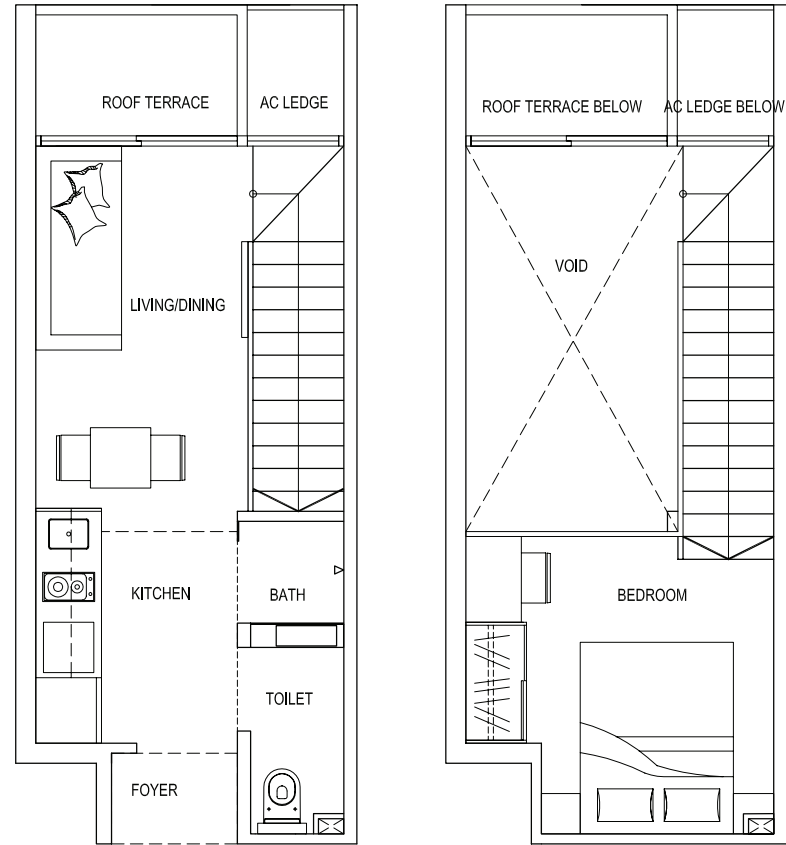 ROOF TERRACE
AC LEDGE
LIVING/DINING
KITCHEN
BATH
TOILET
FOYER
ROOF TERRACE BELOW
AC LEDGE BELOW
VOID
BEDROOM